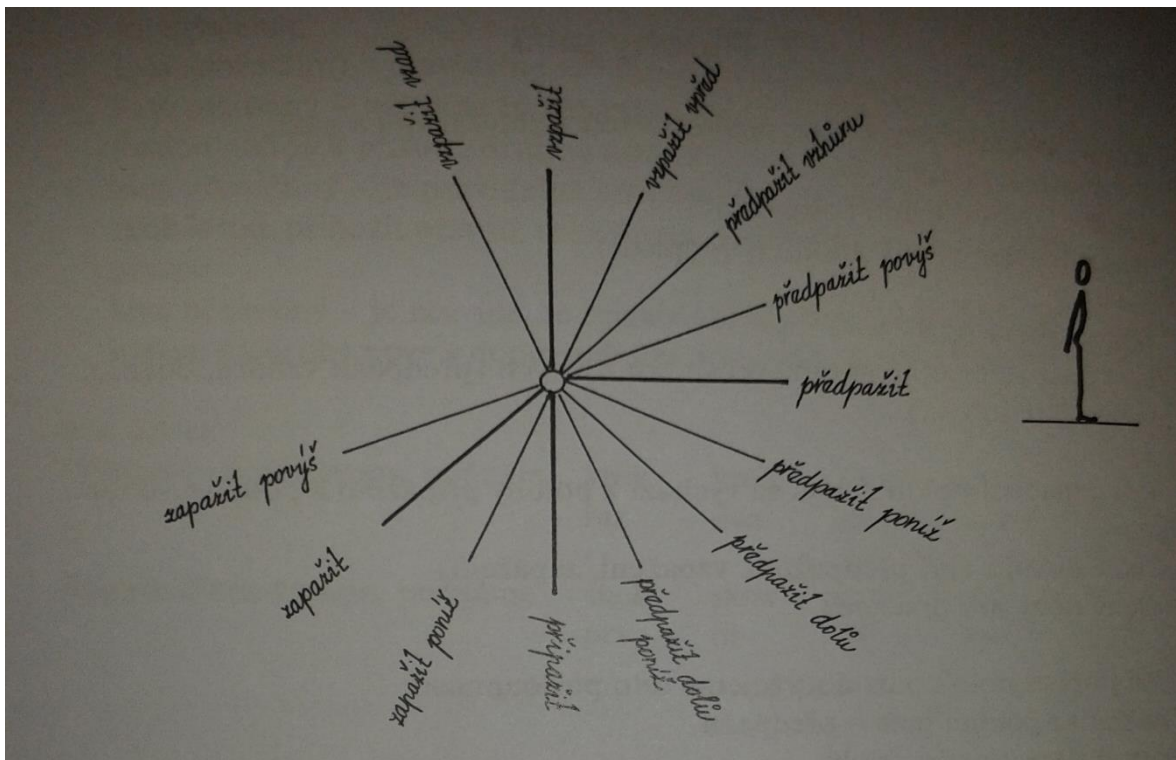 vzpažit vzad
vzpažit
vzpažit vpřed
předpažit vzhůru
předpažit povýš
předpažit
předpažit poníž
předpažit dolů
předpažit dolů
poníž
připažit
zapažit poníž
zapažit
zapažit povýš